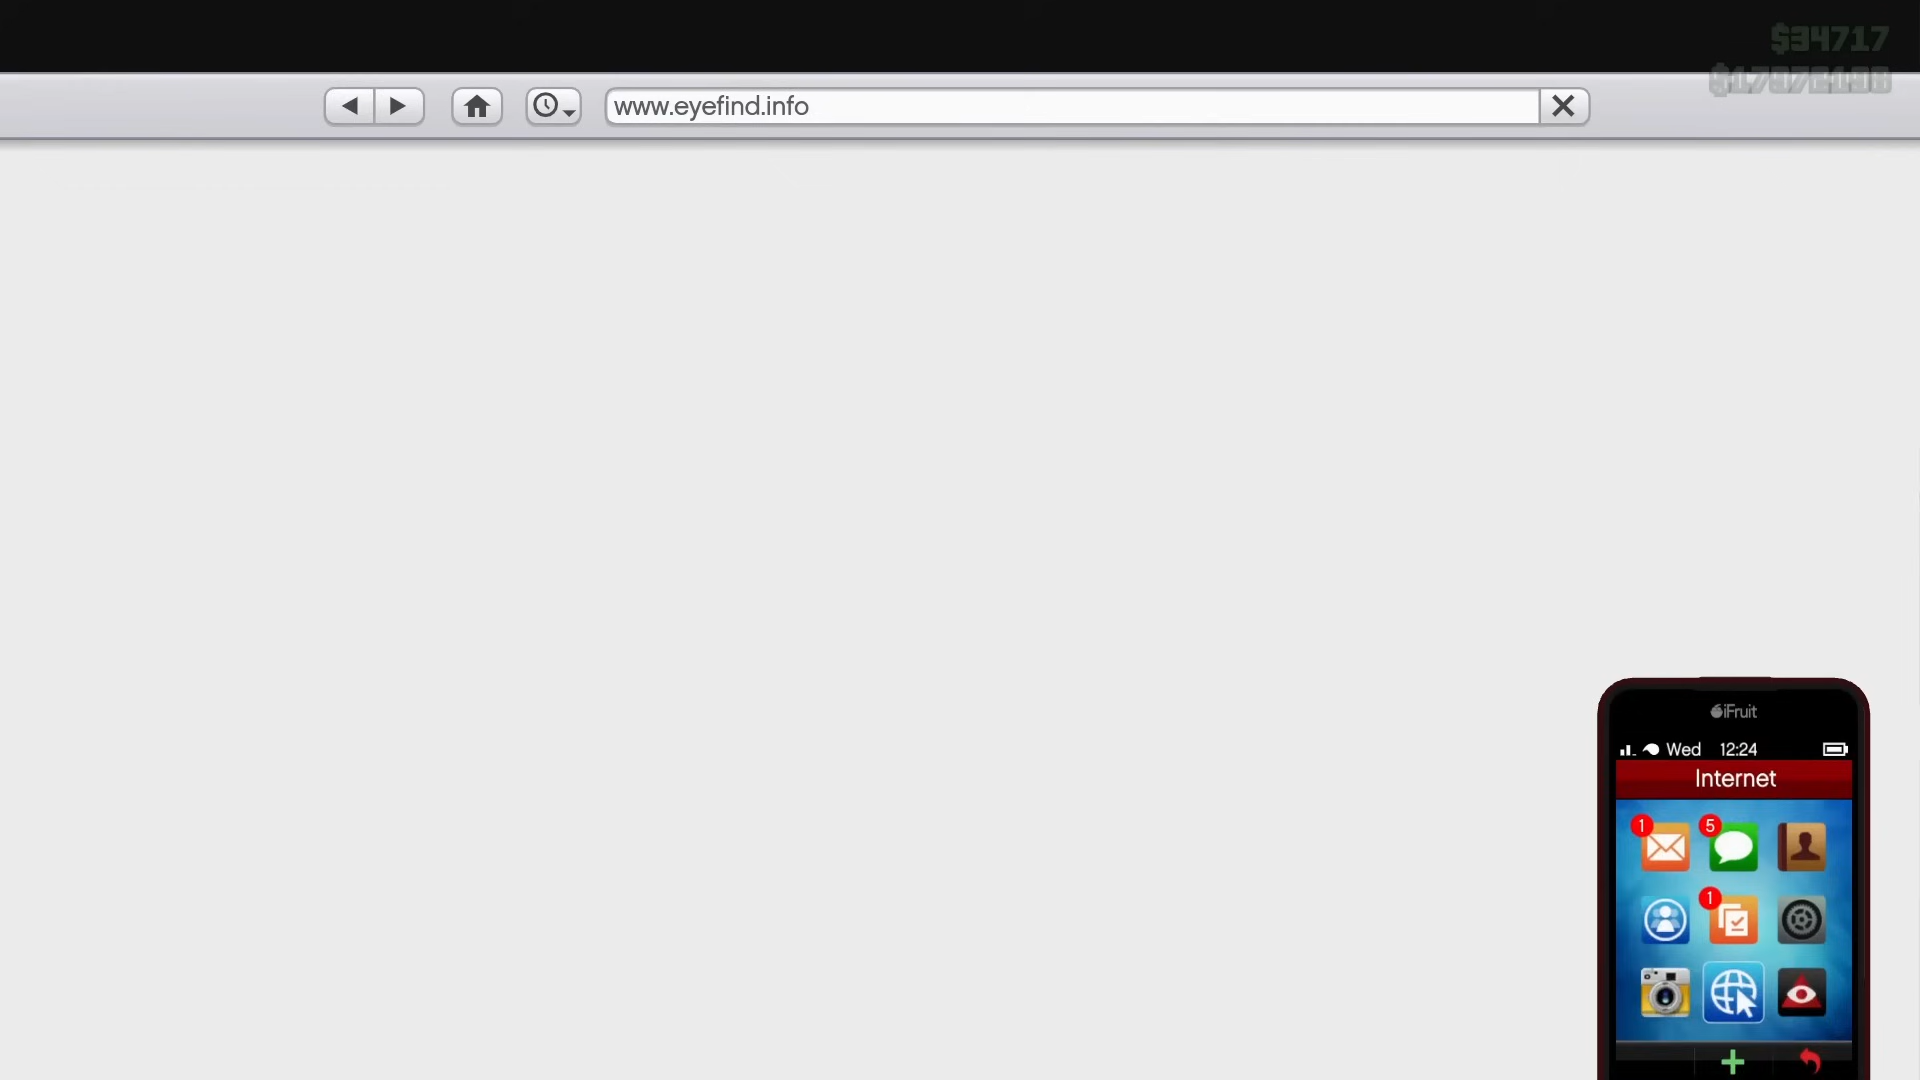 $34717
www.eyefind.info
iFruit
Wed 12:24
Internet
1
5
1